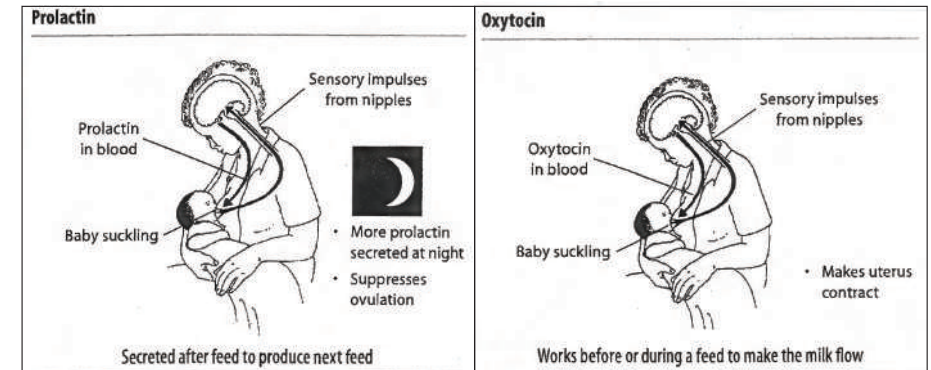 Prolactin
Sensory impulses
from nipples
Prolactin
in blood
Baby suckling
• More prolactin
secreted at night
• Suppresses
ovulation
Secreted after feed to produce next feed
Oxytocin
Sensory impulses
from nipples
Oxytocin
in blood
Baby suckling
• Makes uterus
contract
Works before or during a feed to make the milk flow